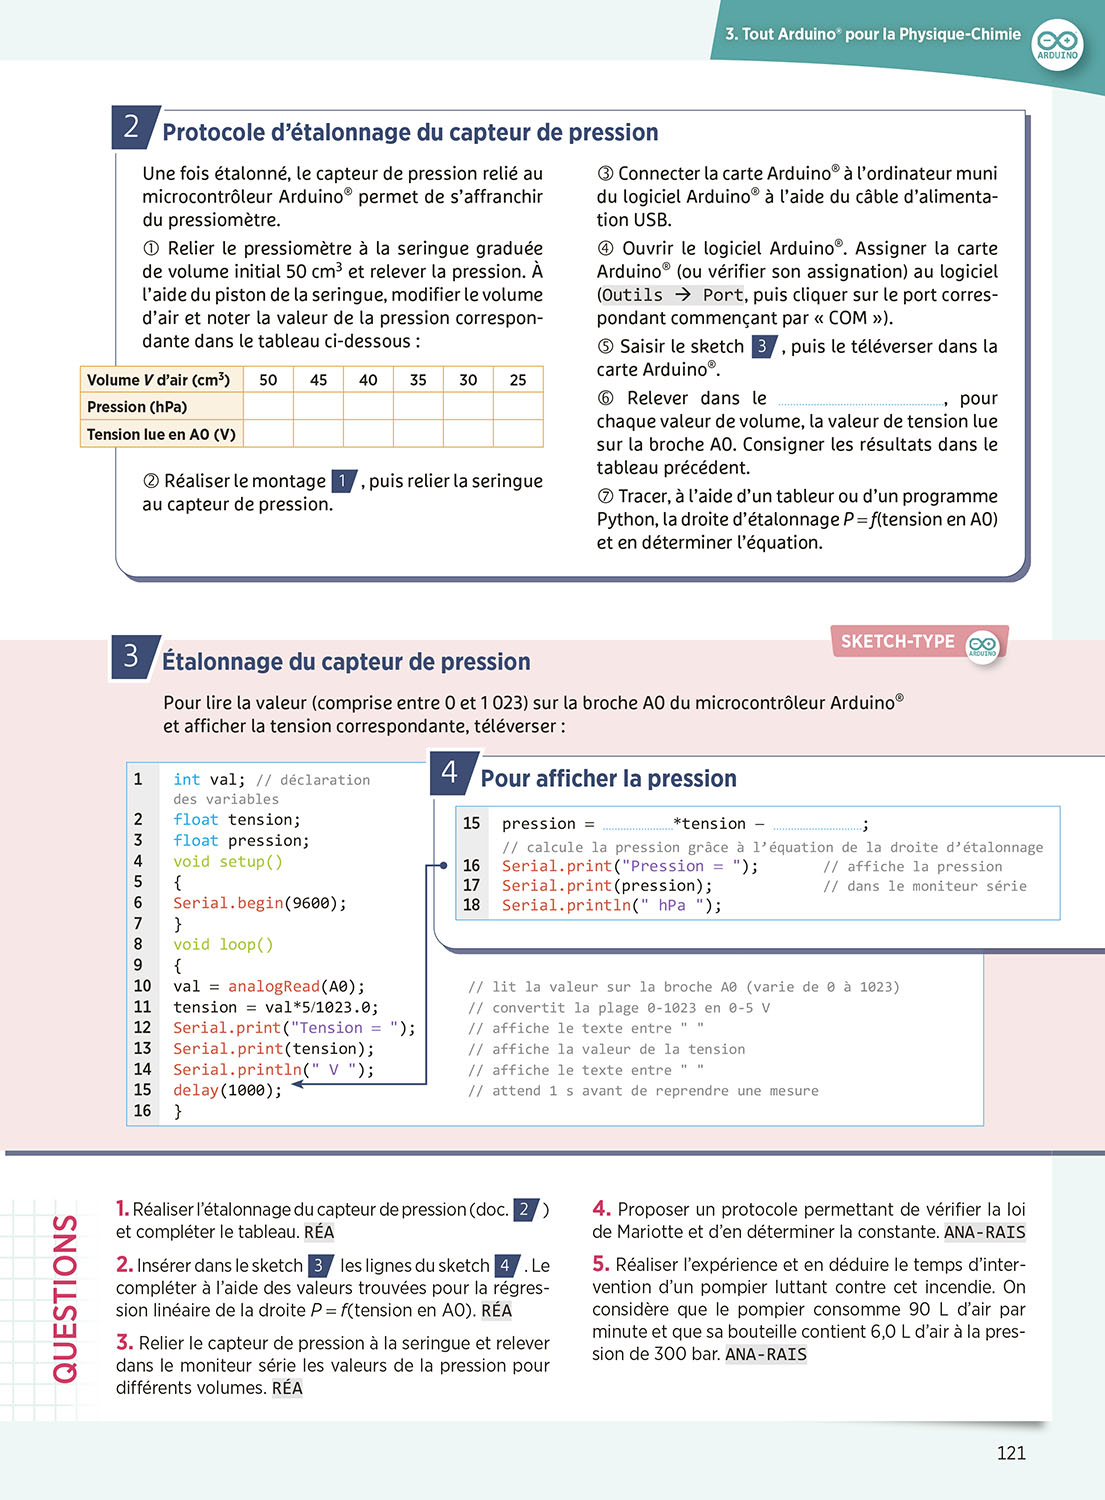 3. Tout Arduino® pour la Physique-Chimie
ARDUINO
2 Protocole d'étalonnage du capteur de pression
Une fois étalonné, le capteur de pression relié au
microcontrôleur Arduino® permet de s'affranchir
du pressiomètre.
① Relier le pressiomètre à la seringue graduée
de volume initial 50 cm³ et relever la pression. À
l'aide du piston de la seringue, modifier le volume
d'air et noter la valeur de la pression correspon-
dante dans le tableau ci-dessous :
Volume V d'air (cm³) 50 45 40 35 30 25
Pression (hPa)
Tension lue en A0 (V)
② Réaliser le montage 1 , puis relier la seringue
au capteur de pression.
③ Connecter la carte Arduino® à l'ordinateur muni
du logiciel Arduino® à l'aide du câble d'alimenta-
tion USB.
④ Ouvrir le logiciel Arduino®. Assigner la carte
Arduino® (ou vérifier son assignation) au logiciel
(Outils → Port, puis cliquer sur le port corres-
pondant commençant par « COM »).
⑤ Saisir le sketch 3 , puis le téléverser dans la
carte Arduino®.
⑥ Relever dans le ........................................, pour
chaque valeur de volume, la valeur de tension lue
sur la broche A0. Consigner les résultats dans le
tableau précédent.
⑦ Tracer, à l'aide d'un tableur ou d'un programme
Python, la droite d'étalonnage P = f(tension en A0)
et en déterminer l'équation.
SKETCH-TYPE
ARDUINO
3 Étalonnage du capteur de pression
Pour lire la valeur (comprise entre 0 et 1 023) sur la broche A0 du microcontrôleur Arduino®
et afficher la tension correspondante, téléverser :
1 int val; // déclaration
des variables
2 float tension;
3 float pression;
4 void setup()
5 {
6 Serial.begin(9600);
7 }
8 void loop()
9 {
10 val = analogRead(A0); // lit la valeur sur la broche A0 (varie de 0 à 1023)
11 tension = val*5/1023.0; // convertit la plage 0-1023 en 0-5 V
12 Serial.print("Tension = "); // affiche le texte entre " "
13 Serial.print(tension); // affiche la valeur de la tension
14 Serial.println(" V "); // affiche le texte entre " "
15 delay(1000); // attend 1 s avant de reprendre une mesure
16 }
4 Pour afficher la pression
15 pression = ....................*tension – ....................;
// calcule la pression grâce à l'équation de la droite d'étalonnage
16 Serial.print("Pression = "); // affiche la pression
17 Serial.print(pression); // dans le moniteur série
18 Serial.println(" hPa ");
QUESTIONS
1. Réaliser l'étalonnage du capteur de pression (doc. 2 )
et compléter le tableau. RÉA
2. Insérer dans le sketch 3 les lignes du sketch 4 . Le
compléter à l'aide des valeurs trouvées pour la régres-
sion linéaire de la droite P = f(tension en A0). RÉA
3. Relier le capteur de pression à la seringue et relever
dans le moniteur série les valeurs de la pression pour
différents volumes. RÉA
4. Proposer un protocole permettant de vérifier la loi
de Mariotte et d'en déterminer la constante. ANA-RAIS
5. Réaliser l'expérience et en déduire le temps d'inter-
vention d'un pompier luttant contre cet incendie. On
considère que le pompier consomme 90 L d'air par
minute et que sa bouteille contient 6,0 L d'air à la pres-
sion de 300 bar. ANA-RAIS
121